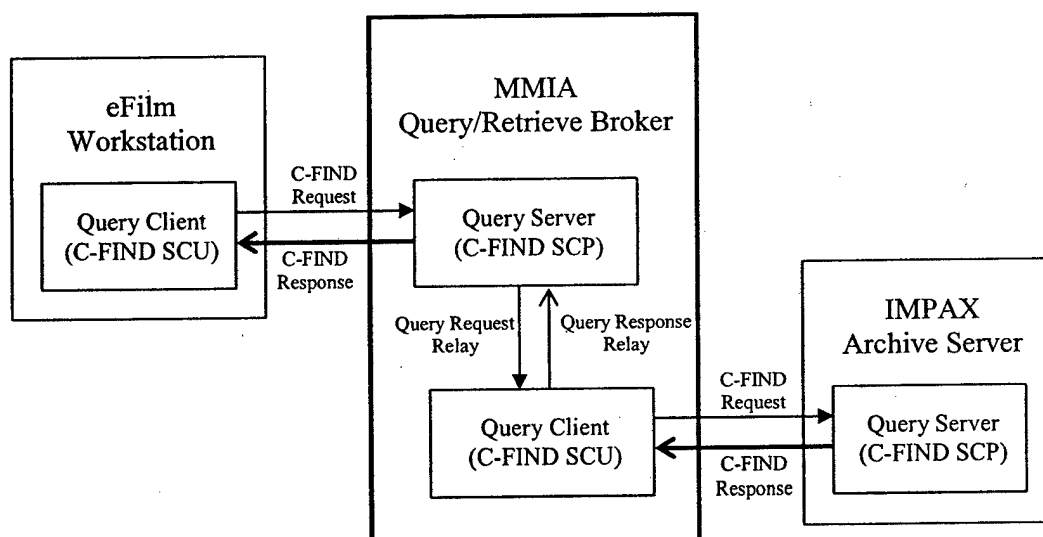 eFilm
Workstation
Query Client
(C-FIND SCU)
C-FIND
Request
C-FIND
Response
MMIA
Query/Retrieve Broker
Query Server
(C-FIND SCP)
Query Request
Relay
Query Response
Relay
Query Client
(C-FIND SCU)
C-FIND
Request
C-FIND
Response
IMPAX
Archive Server
Query Server
(C-FIND SCP)